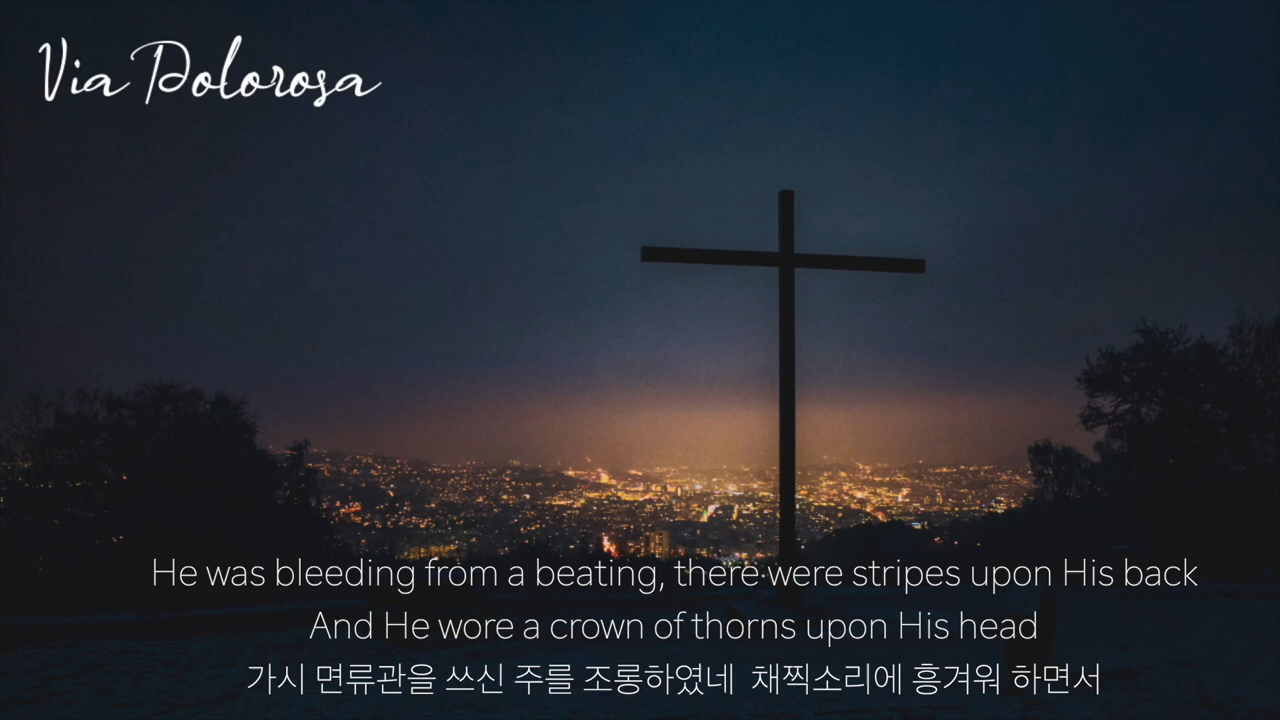 Via Dolorosa
He was bleeding from a beating, there were stripes upon His back
And He wore a crown of thorns upon His head
가시 면류관을 쓰신 주를 조롱하였네 채찍소리에 흥겨워 하면서